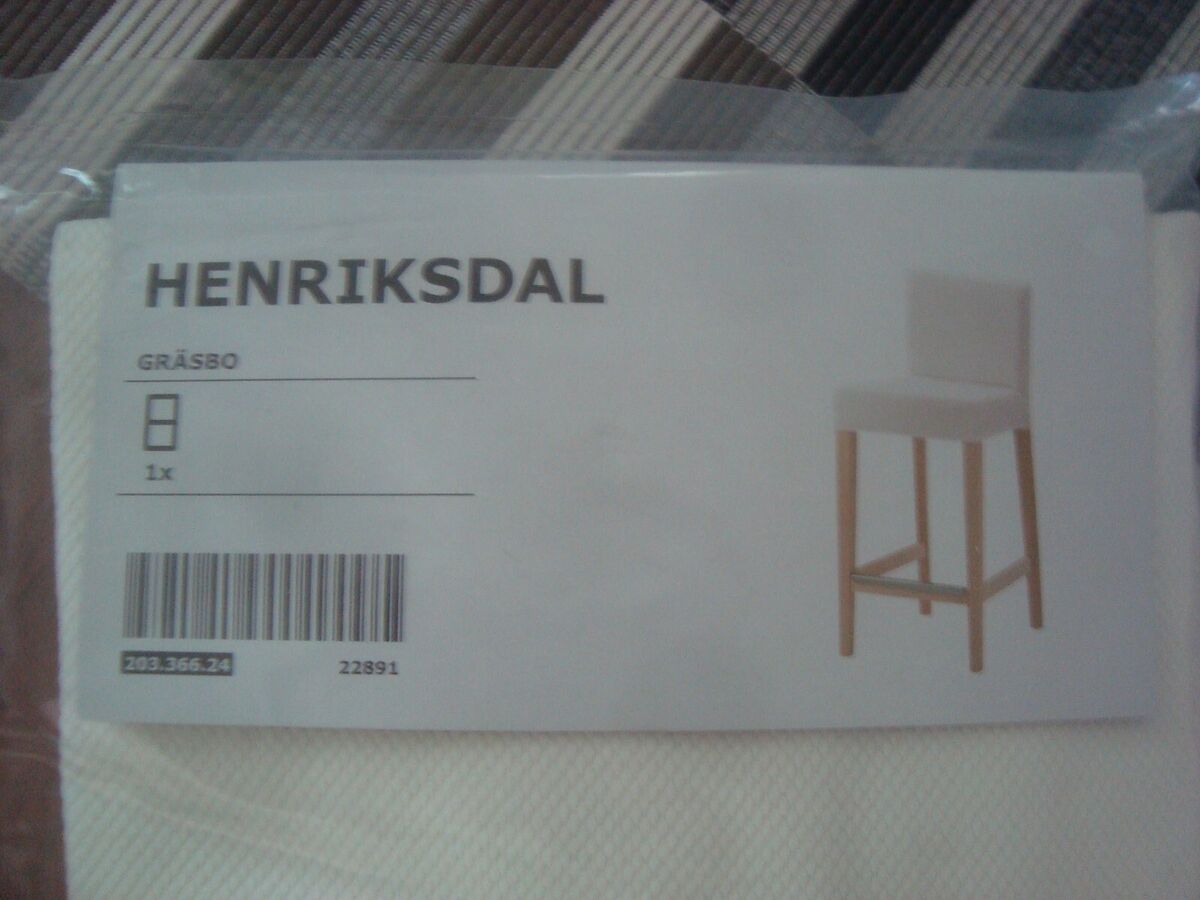 HENRIKSDAL
GRÄSBO
1x
203.366.24 22891